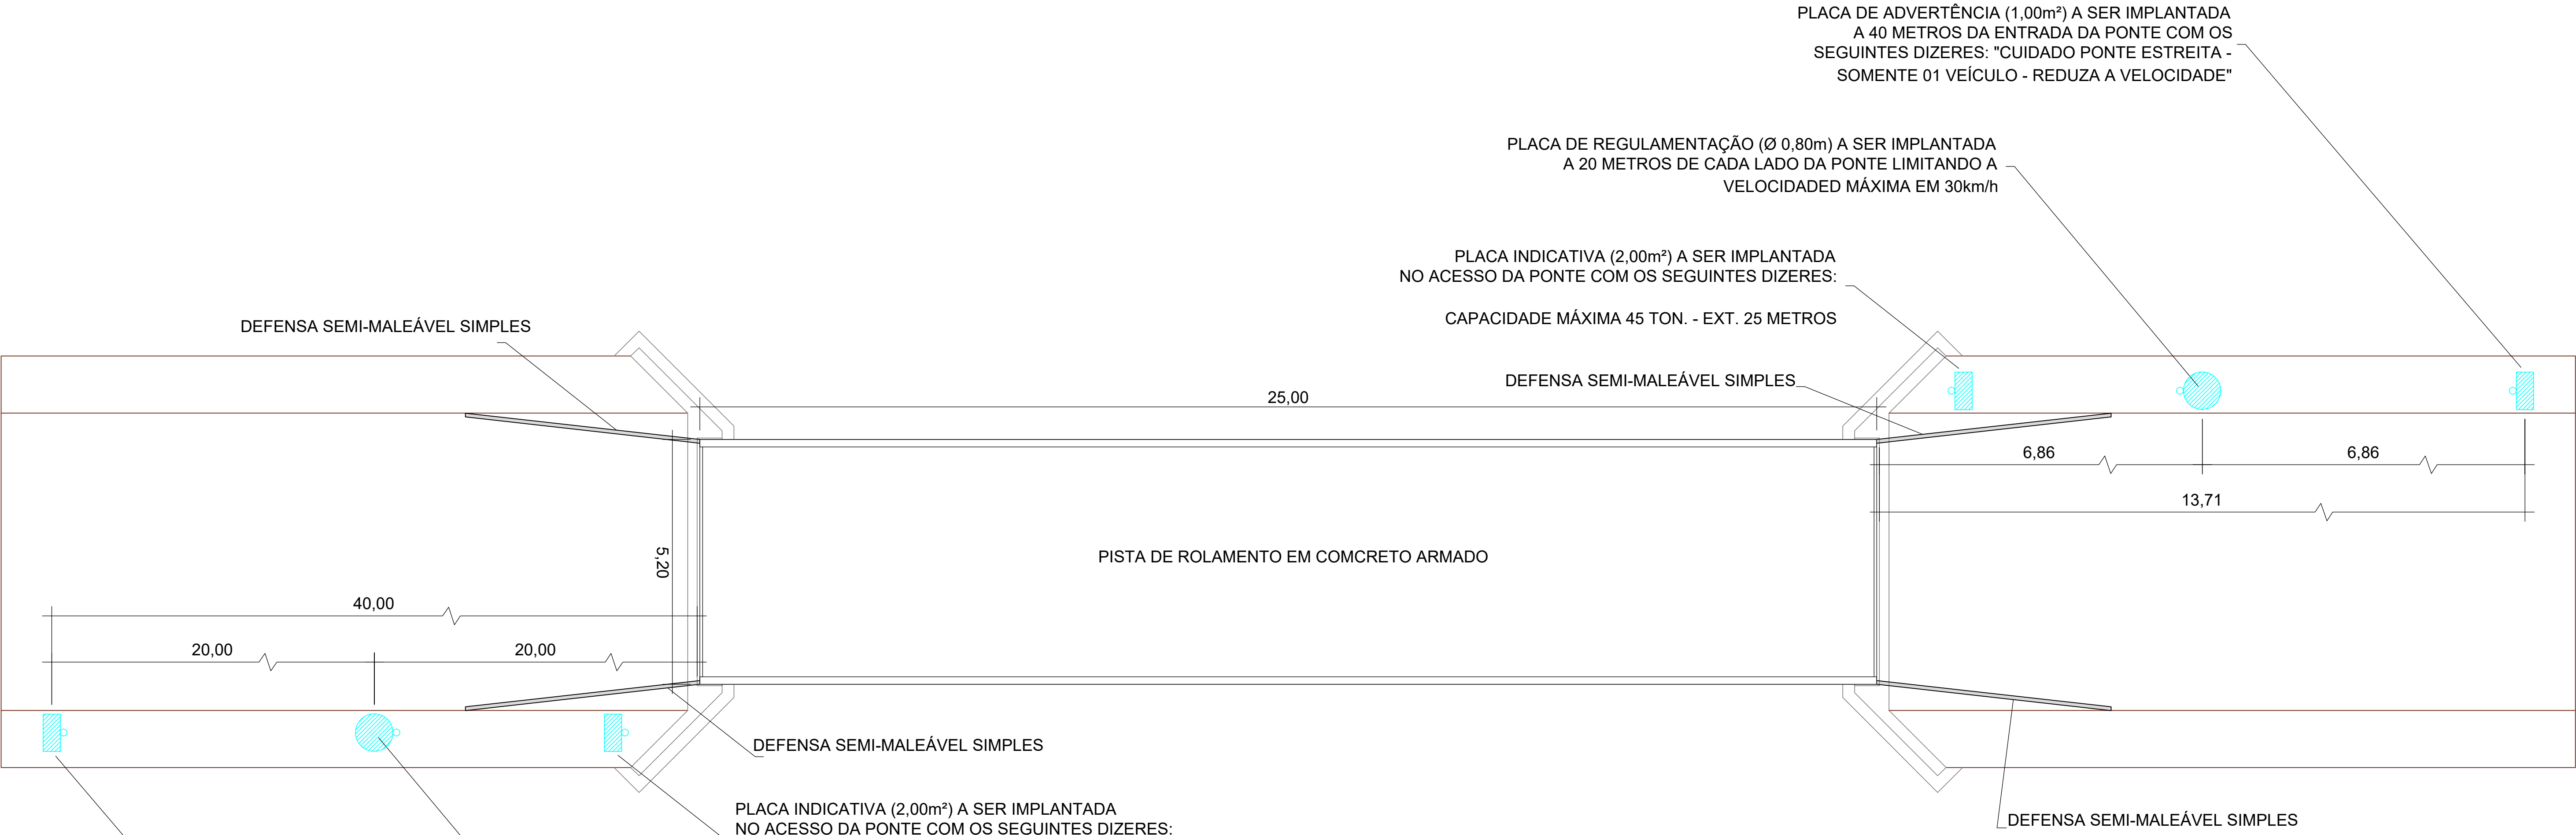 PLACA DE ADVERTÊNCIA (1,00m²) A SER IMPLANTADA
A 40 METROS DA ENTRADA DA PONTE COM OS
SEGUINTES DIZERES: "CUIDADO PONTE ESTREITA -
SOMENTE 01 VEÍCULO - REDUZA A VELOCIDADE"
PLACA DE REGULAMENTAÇÃO (Ø 0,80m) A SER IMPLANTADA
A 20 METROS DE CADA LADO DA PONTE LIMITANDO A
VELOCIDADED MÁXIMA EM 30km/h
PLACA INDICATIVA (2,00m²) A SER IMPLANTADA
NO ACESSO DA PONTE COM OS SEGUINTES DIZERES:
CAPACIDADE MÁXIMA 45 TON. - EXT. 25 METROS
DEFENSA SEMI-MALEÁVEL SIMPLES
DEFENSA SEMI-MALEÁVEL SIMPLES
25,00
6,86
6,86
13,71
5,20
PISTA DE ROLAMENTO EM COMCRETO ARMADO
40,00
20,00
20,00
DEFENSA SEMI-MALEÁVEL SIMPLES
PLACA INDICATIVA (2,00m²) A SER IMPLANTADA
NO ACESSO DA PONTE COM OS SEGUINTES DIZERES:
DEFENSA SEMI-MALEÁVEL SIMPLES